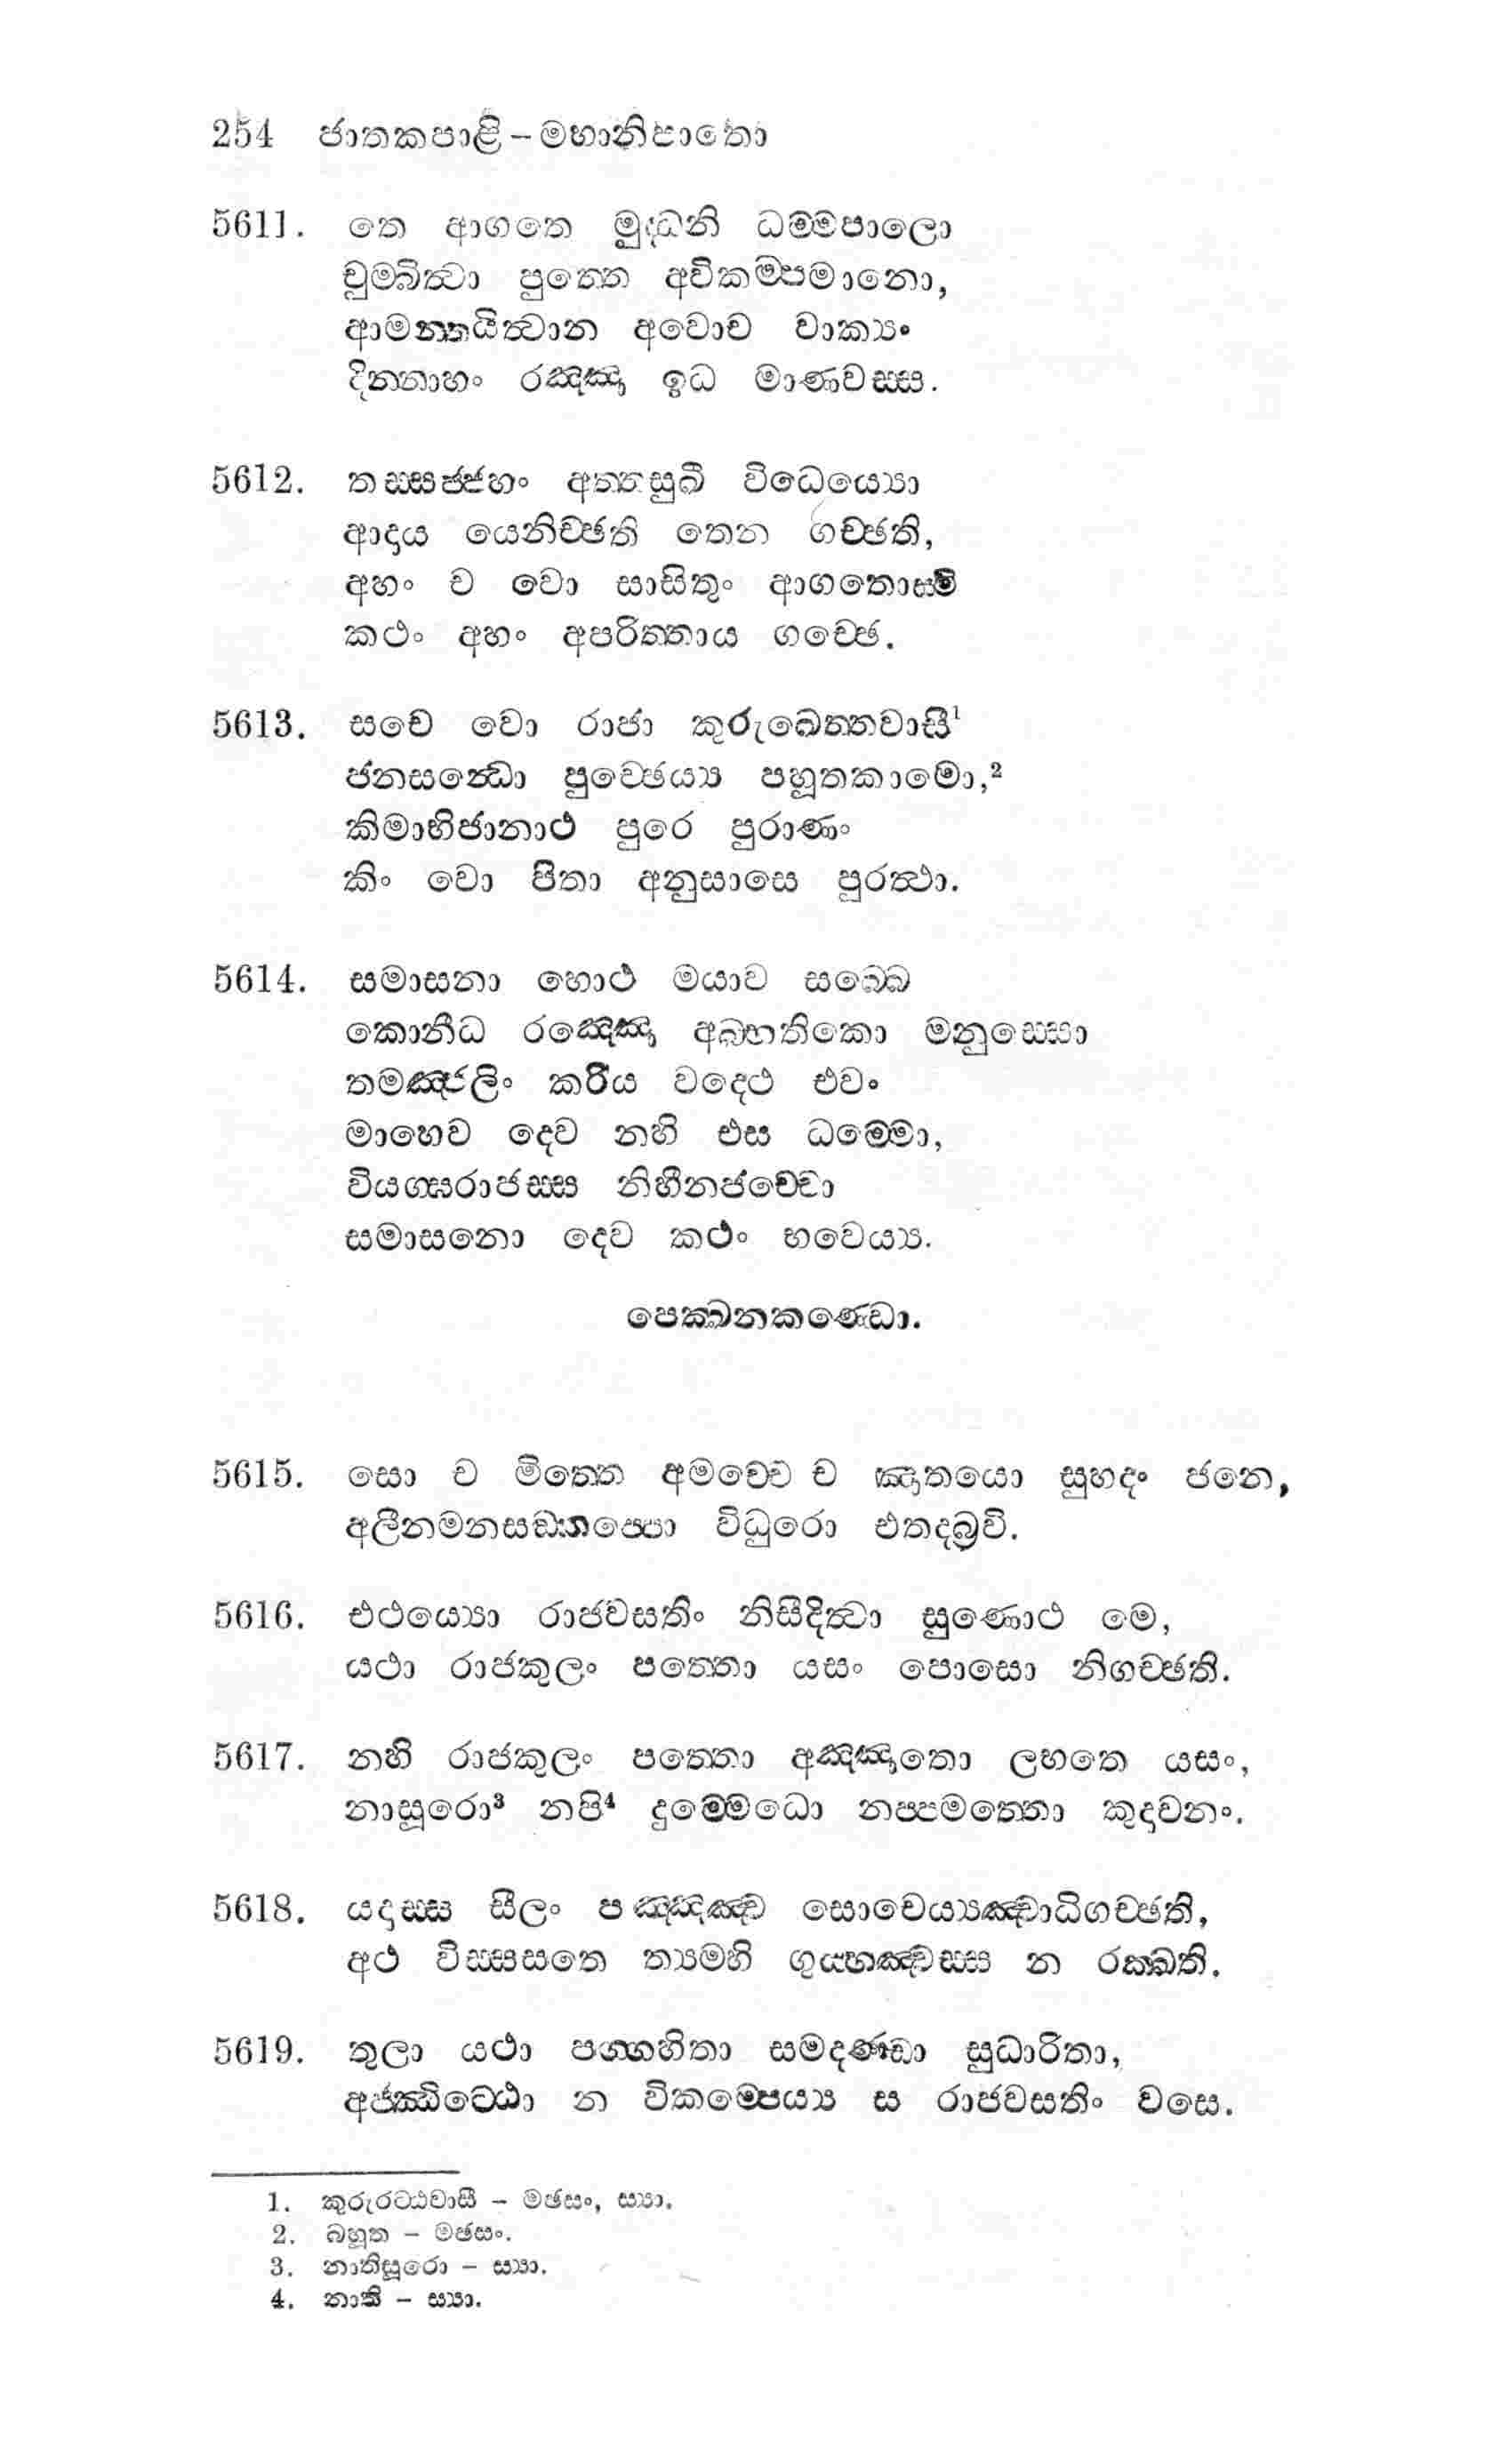 254 ජාතකපාළි – මහානිපාතො
5611. තෙ ආගතෙ මුද්ධනි ධම්මපාලො
චුම්බිත්වා පුත්තෙ අවිකම්පමානො,
ආමන්තයිත්වාන අවොච වාක්‍යං
දින්නාහං රඤ්ඤා ඉධ මාණවස්ස.
5612. තස්සජ්ජහං අත්තසුඛී විධෙය්‍යො
ආදාය යෙනිච්ඡති තෙන ගච්ඡති,
අහං ච වො සාසිතුං ආගතොස්මි
කථං අහං අපරිත්තාය ගච්ඡෙ.
5613. සචෙ වො රාජා කුරුඛෙත්තවාසී¹
ජනසන්ධො පුච්ඡෙය්‍ය පහූතකාමො,²
කිමාභිජානාථ පුරෙ පුරාණං
කිං වො පිතා අනුසාසෙ පුරත්ථා.
5614. සමාසනා හොථ මයාව සබ්බෙ
කොනීධ රඤ්ඤො අබ්භතිකො මනුස්සො
තමඤ්ජලිං කරිය වදෙථ එවං
මාහෙව දෙව නහි එස ධම්මො,
වියග්ඝරාජස්ස නිහීනජච්චො
සමාසනො දෙව කථං භවෙය්‍ය.
පෙක්ඛනකණ්ඩො.
5615. සො ච මිත්තෙ අමච්චෙ ච ඤාතයො සුහදං ජනෙ,
අලීනමනසඞ්කප්පො විධුරො එතදබ්‍රවි.
5616. එථය්‍යො රාජවසතිං නිසීදිත්වා සුණොථ මෙ,
යථා රාජකුලං පත්තො යසං පොසො නිගච්ඡති.
5617. නහි රාජකුලං පත්තො අඤ්ඤාතො ලභතෙ යසං,
නාසූරො³ නපි⁴ දුම්මෙධො නප්පමත්තො කුදාචනං.
5618. යදාස්ස සීලං පඤ්ඤඤ්ච සොචෙය්‍යඤ්චාධිගච්ඡති,
අථ විස්සසතෙ ත්‍යම්හි ගුය්හඤ්චස්ස න රක්ඛති.
5619. තුලා යථා පග්ගහිතා සමදණ්ඩා සුධාරිතා,
අජ්ඣිට්ඨො න විකම්පෙය්‍ය ස රාජවසතිං වසෙ.
1. කුරුරට්ඨවාසී – මඡසං, ස්‍යා.
2. බහූත – මඡසං.
3. නාතිසූරො – ස්‍යා.
4. නාති – ස්‍යා.